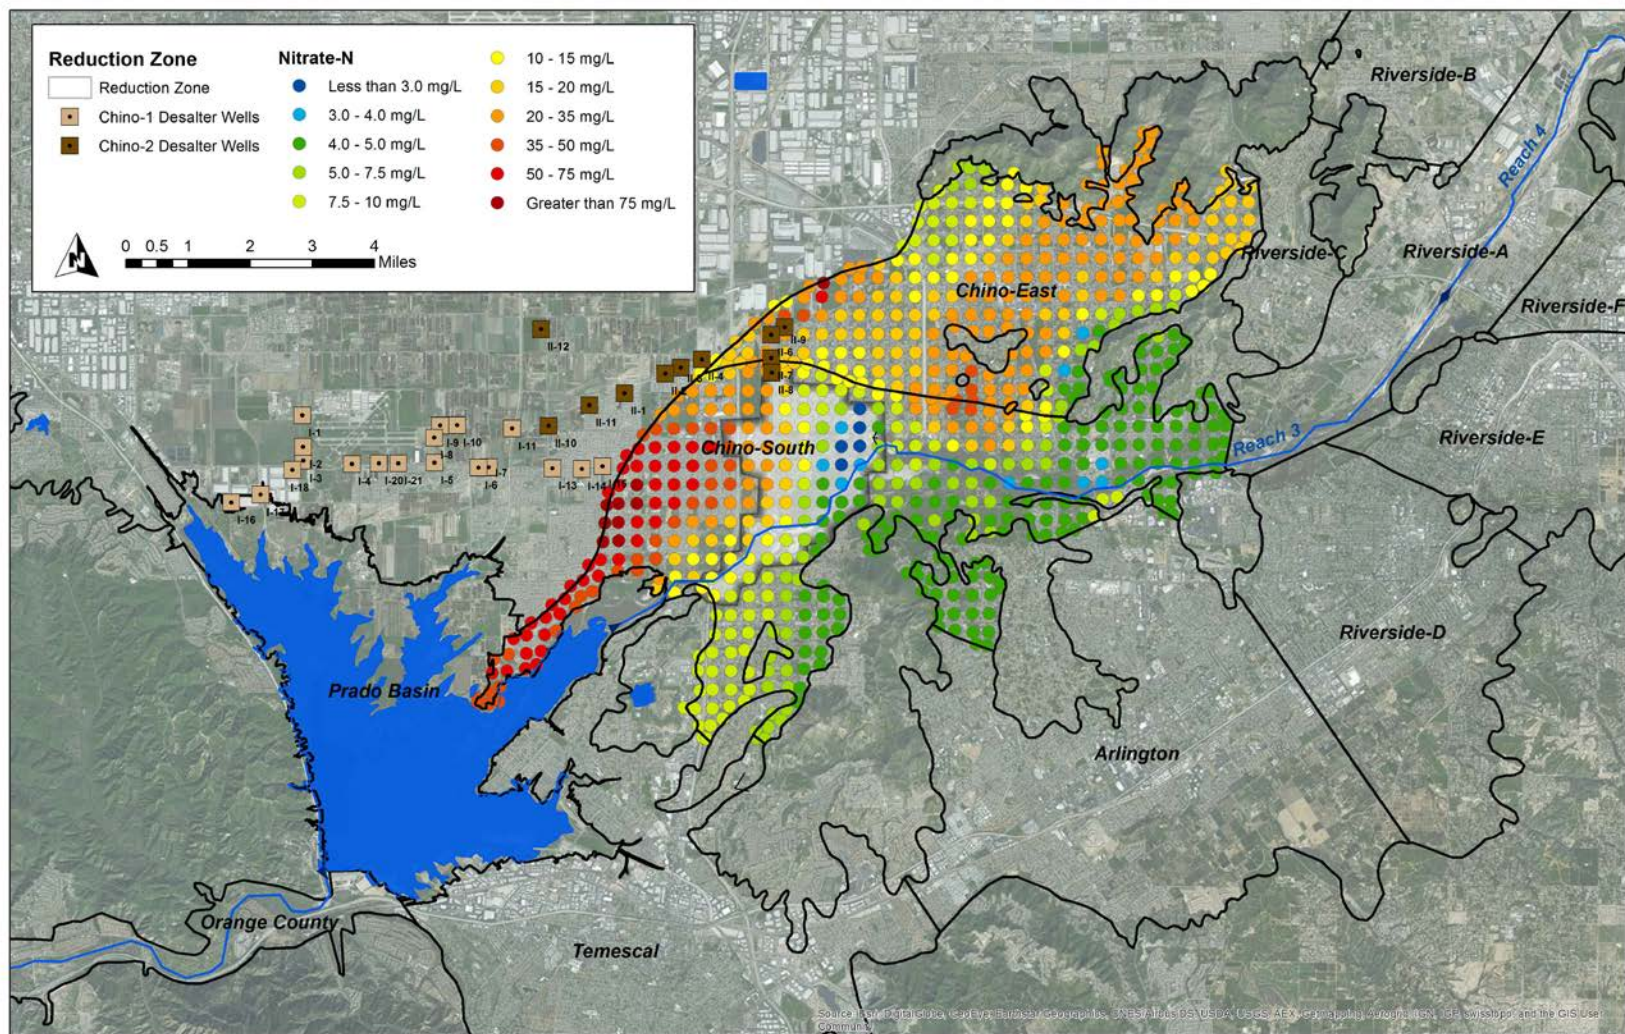 Reduction Zone
Reduction Zone
Chino-1 Desalter Wells
Chino-2 Desalter Wells
Nitrate-N
Less than 3.0 mg/L
3.0 - 4.0 mg/L
4.0 - 5.0 mg/L
5.0 - 7.5 mg/L
7.5 - 10 mg/L
10 - 15 mg/L
15 - 20 mg/L
20 - 35 mg/L
35 - 50 mg/L
50 - 75 mg/L
Greater than 75 mg/L
N
0 0.5 1 2 3 4
Miles
Riverside-B
Reach 4
Riverside-C
Riverside-A
Riverside-F
Chino-East
II-12
II-9
II-6
II-7
II-8
II-4
II-1
II-11
II-10
I-1
I-9
I-10
I-8
I-11
I-2
I-3
I-18
I-4
I-20
I-21
I-5
I-7
I-6
I-13
I-14
I-16
I-17
Chino-South
Reach 3
Riverside-E
Riverside-D
Prado Basin
Arlington
Orange County
Temescal
Community